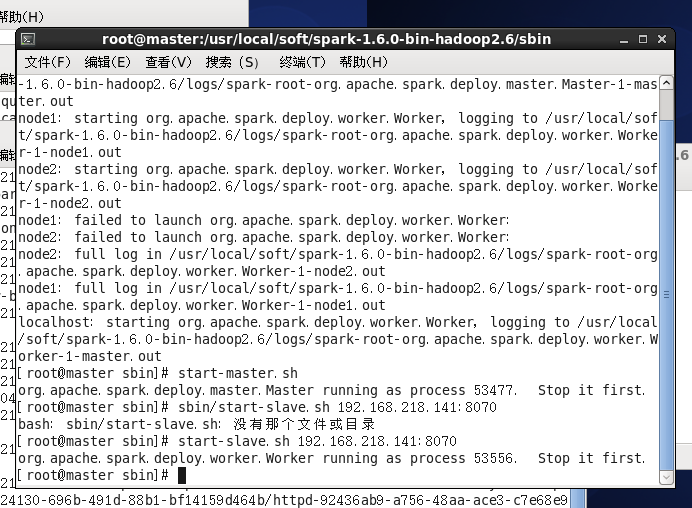 帮助(H)
root@master:/usr/local/soft/spark-1.6.0-bin-hadoop2.6/sbin
文件(F) 编辑(E) 查看(V) 搜索 (S) 终端(T) 帮助(H)
-1.6.0-bin-hadoop2.6/logs/spark-root-org.apache.spark.deploy.master.Master-1-mas
ter.out
node1: starting org.apache.spark.deploy.worker.Worker, logging to /usr/local/sof
t/spark-1.6.0-bin-hadoop2.6/logs/spark-root-org.apache.spark.deploy.worker.Worke
r-1-node1.out
node2: starting org.apache.spark.deploy.worker.Worker, logging to /usr/local/sof
t/spark-1.6.0-bin-hadoop2.6/logs/spark-root-org.apache.spark.deploy.worker.Worke
r-1-node2.out
node1: failed to launch org.apache.spark.deploy.worker.Worker:
node2: failed to launch org.apache.spark.deploy.worker.Worker:
node2: full log in /usr/local/soft/spark-1.6.0-bin-hadoop2.6/logs/spark-root-org
.apache.spark.deploy.worker.Worker-1-node2.out
node1: full log in /usr/local/soft/spark-1.6.0-bin-hadoop2.6/logs/spark-root-org
.apache.spark.deploy.worker.Worker-1-node1.out
localhost: starting org.apache.spark.deploy.worker.Worker, logging to /usr/local
/soft/spark-1.6.0-bin-hadoop2.6/logs/spark-root-org.apache.spark.deploy.worker.W
orker-1-master.out
[root@master sbin]# start-master.sh
org.apache.spark.deploy.master.Master running as process 53477.  Stop it first.
[root@master sbin]# sbin/start-slave.sh 192.168.218.141:8070
bash: sbin/start-slave.sh: 没有那个文件或目录
[root@master sbin]# start-slave.sh 192.168.218.141:8070
org.apache.spark.deploy.worker.Worker running as process 53556.  Stop it first.
[root@master sbin]#
24130-696b-491d-88b1-bf14159d464b/httpd-92436ab9-a756-48aa-ace3-c7e68e9